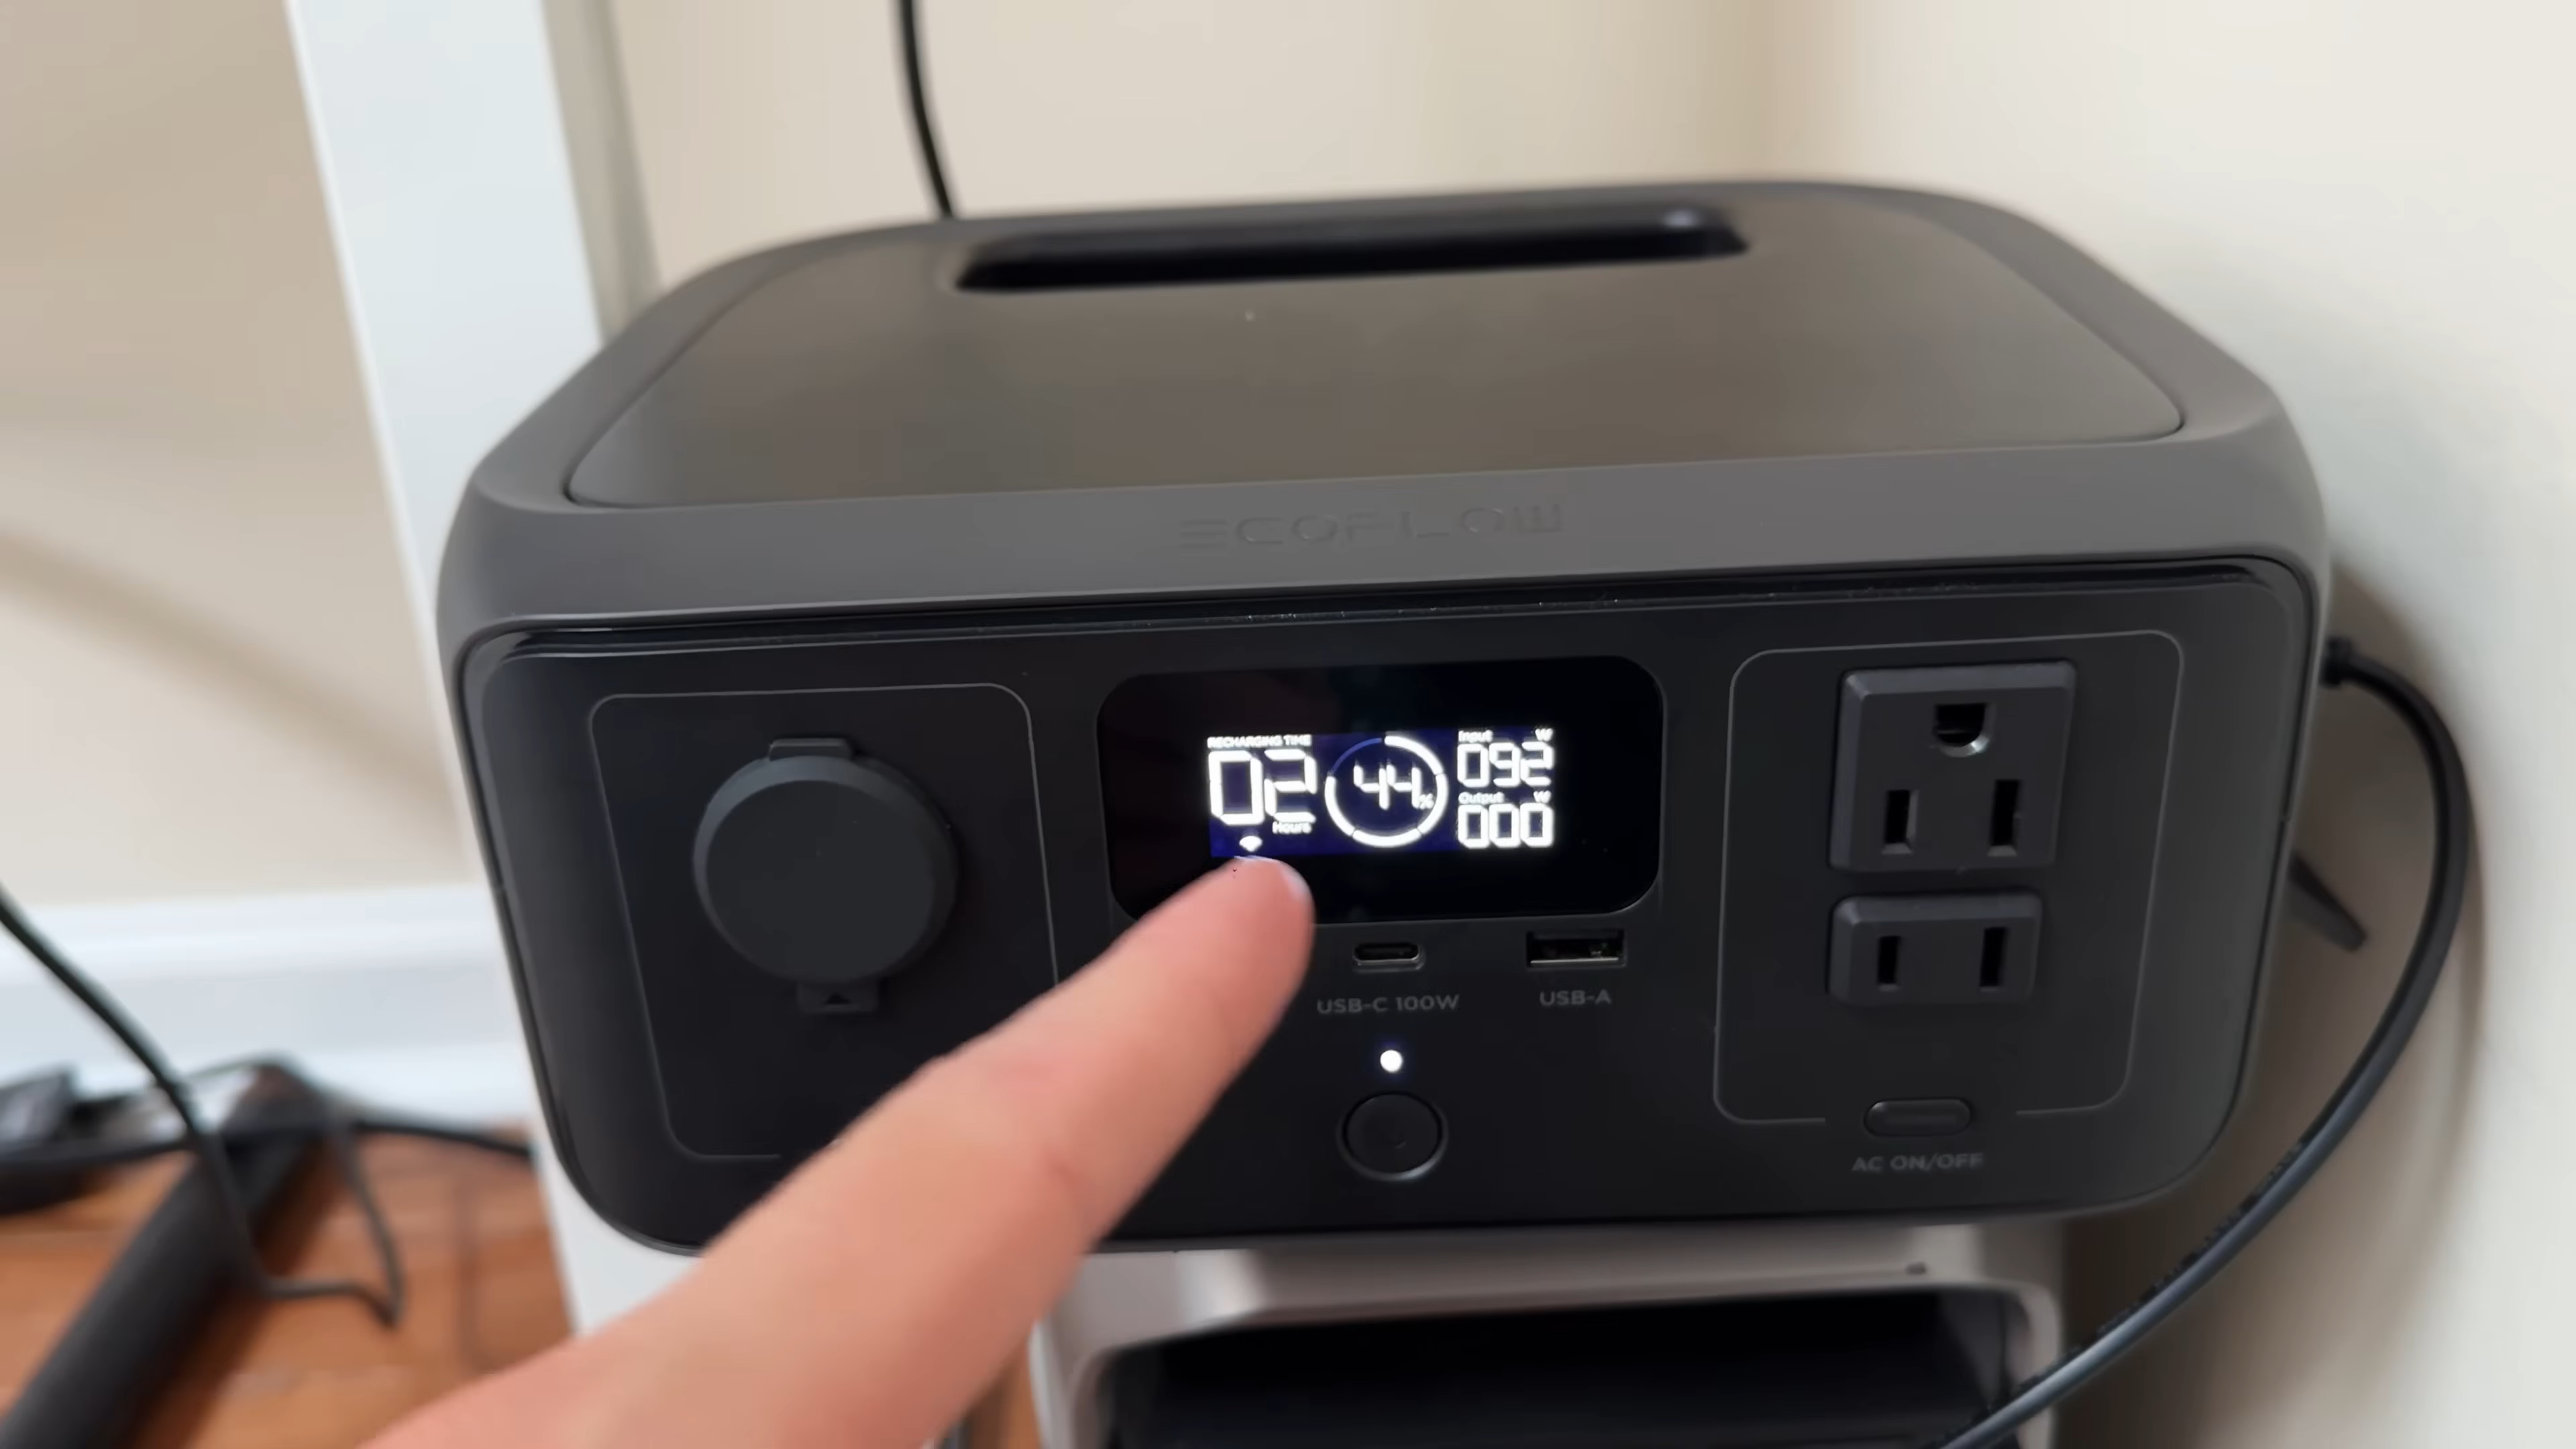 ECOFLOW
RECHARGING TIME
02
Hours
44%
Input W
092
Output W
000
USB-C 100W
USB-A
AC ON/OFF